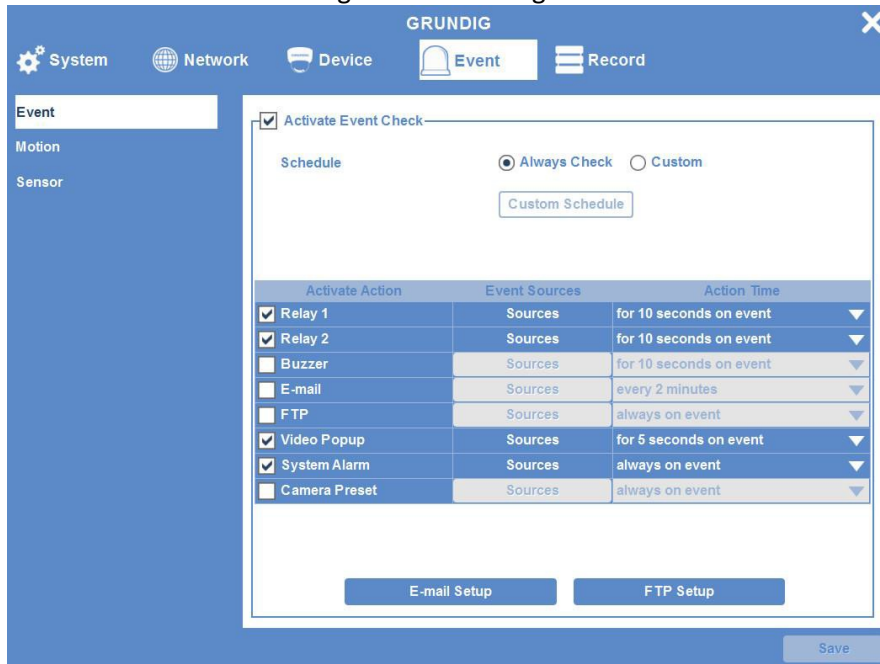 GRUNDIG
System Network Device Event Record
Event
Motion
Sensor
Activate Event Check
Schedule Always Check Custom
Custom Schedule
Activate Action Event Sources Action Time
Relay 1 Sources for 10 seconds on event
Relay 2 Sources for 10 seconds on event
Buzzer Sources for 10 seconds on event
E-mail Sources every 2 minutes
FTP Sources always on event
Video Popup Sources for 5 seconds on event
System Alarm Sources always on event
Camera Preset Sources always on event
E-mail Setup FTP Setup
Save